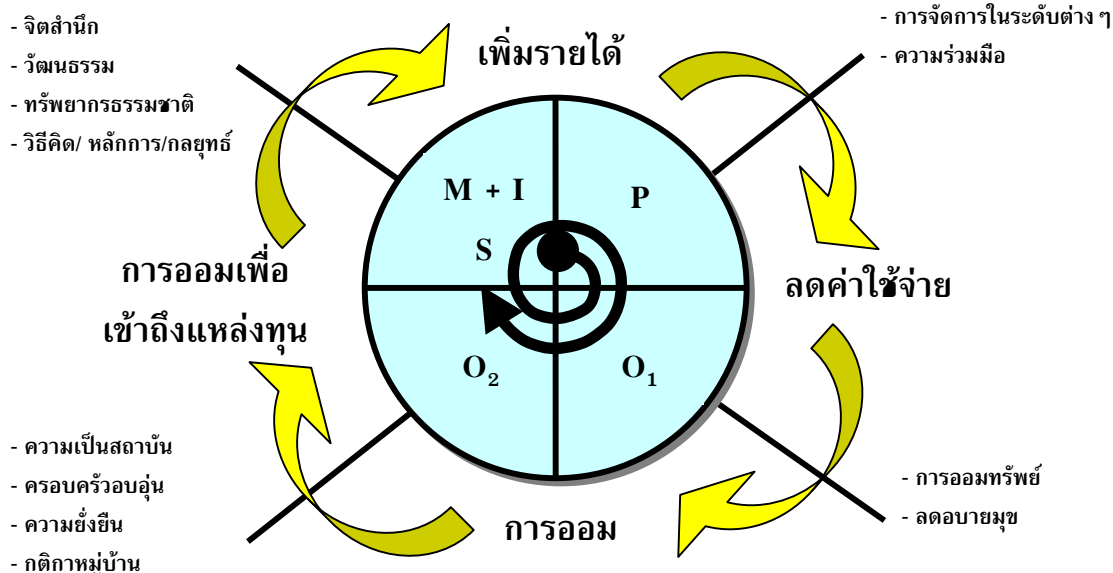 - จิตสำนึก
- วัฒนธรรม
- ทรัพยากรธรรมชาติ
- วิธีคิด/ หลักการ/กลยุทธ์
เพิ่มรายได้
- การจัดการในระดับต่าง ๆ
- ความร่วมมือ
M + I
P
S
การออมเพื่อ
เข้าถึงแหล่งทุน
ลดค่าใช้จ่าย
O₂
O₁
- ความเป็นสถาบัน
- ครอบครัวอบอุ่น
- ความยั่งยืน
- กติกาหมู่บ้าน
การออม
- การออมทรัพย์
- ลดอบายมุข